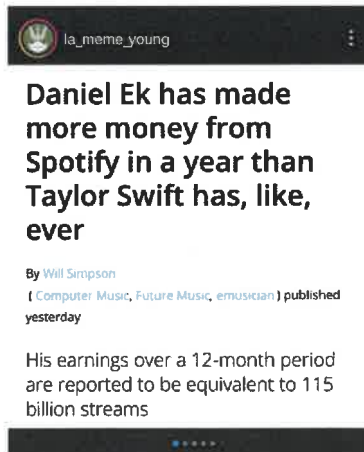 la_meme_young
Daniel Ek has made
more money from
Spotify in a year than
Taylor Swift has, like,
ever
By Will Simpson
( Computer Music, Future Music, emusician ) published
yesterday
His earnings over a 12-month period
are reported to be equivalent to 115
billion streams